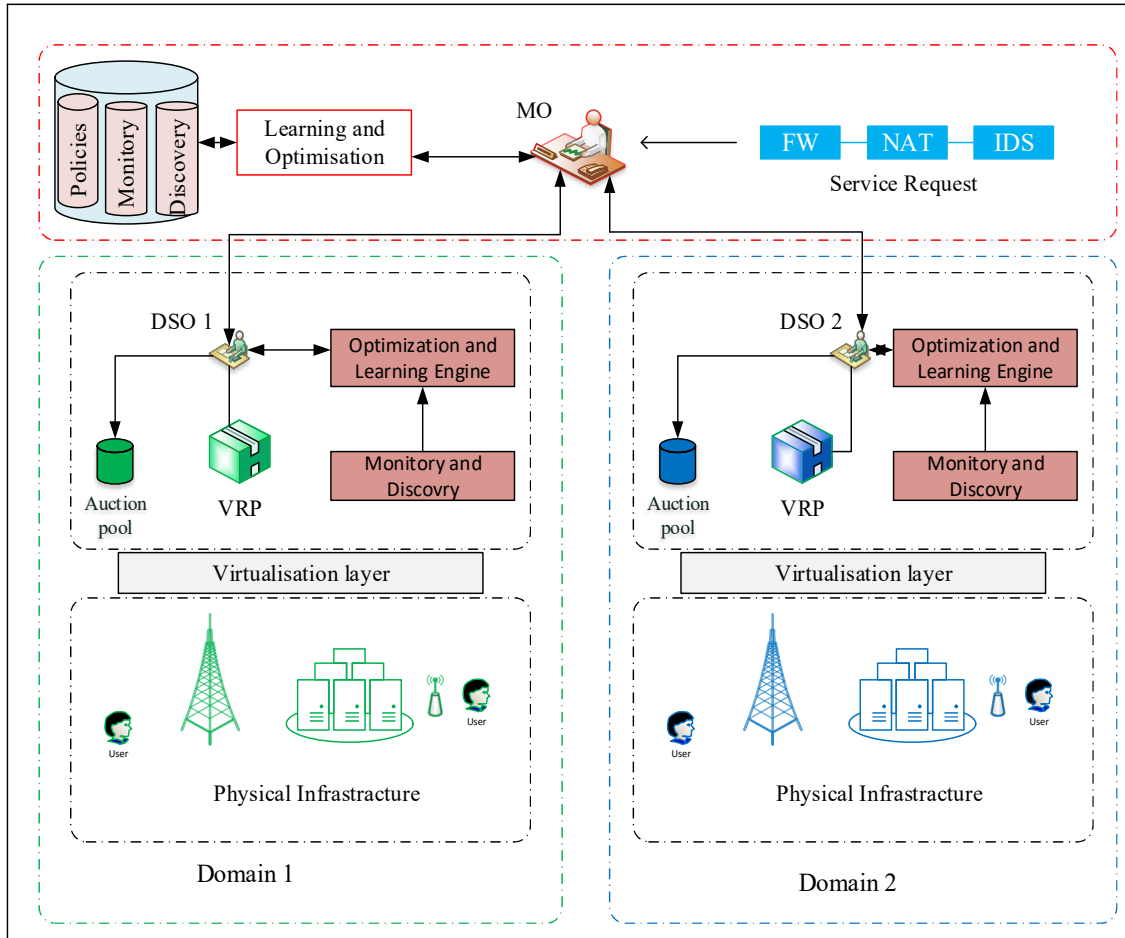 MO
Policies
Monitory
Discovery
Learning and
Optimisation
FW
NAT
IDS
Service Request
DSO 1
Optimization and
Learning Engine
Auction
pool
VRP
Monitory and
Discovry
Virtualisation layer
User
User
Physical Infrastracture
Domain 1
DSO 2
Optimization and
Learning Engine
Auction
pool
VRP
Monitory and
Discovry
Virtualisation layer
User
User
Physical Infrastracture
Domain 2